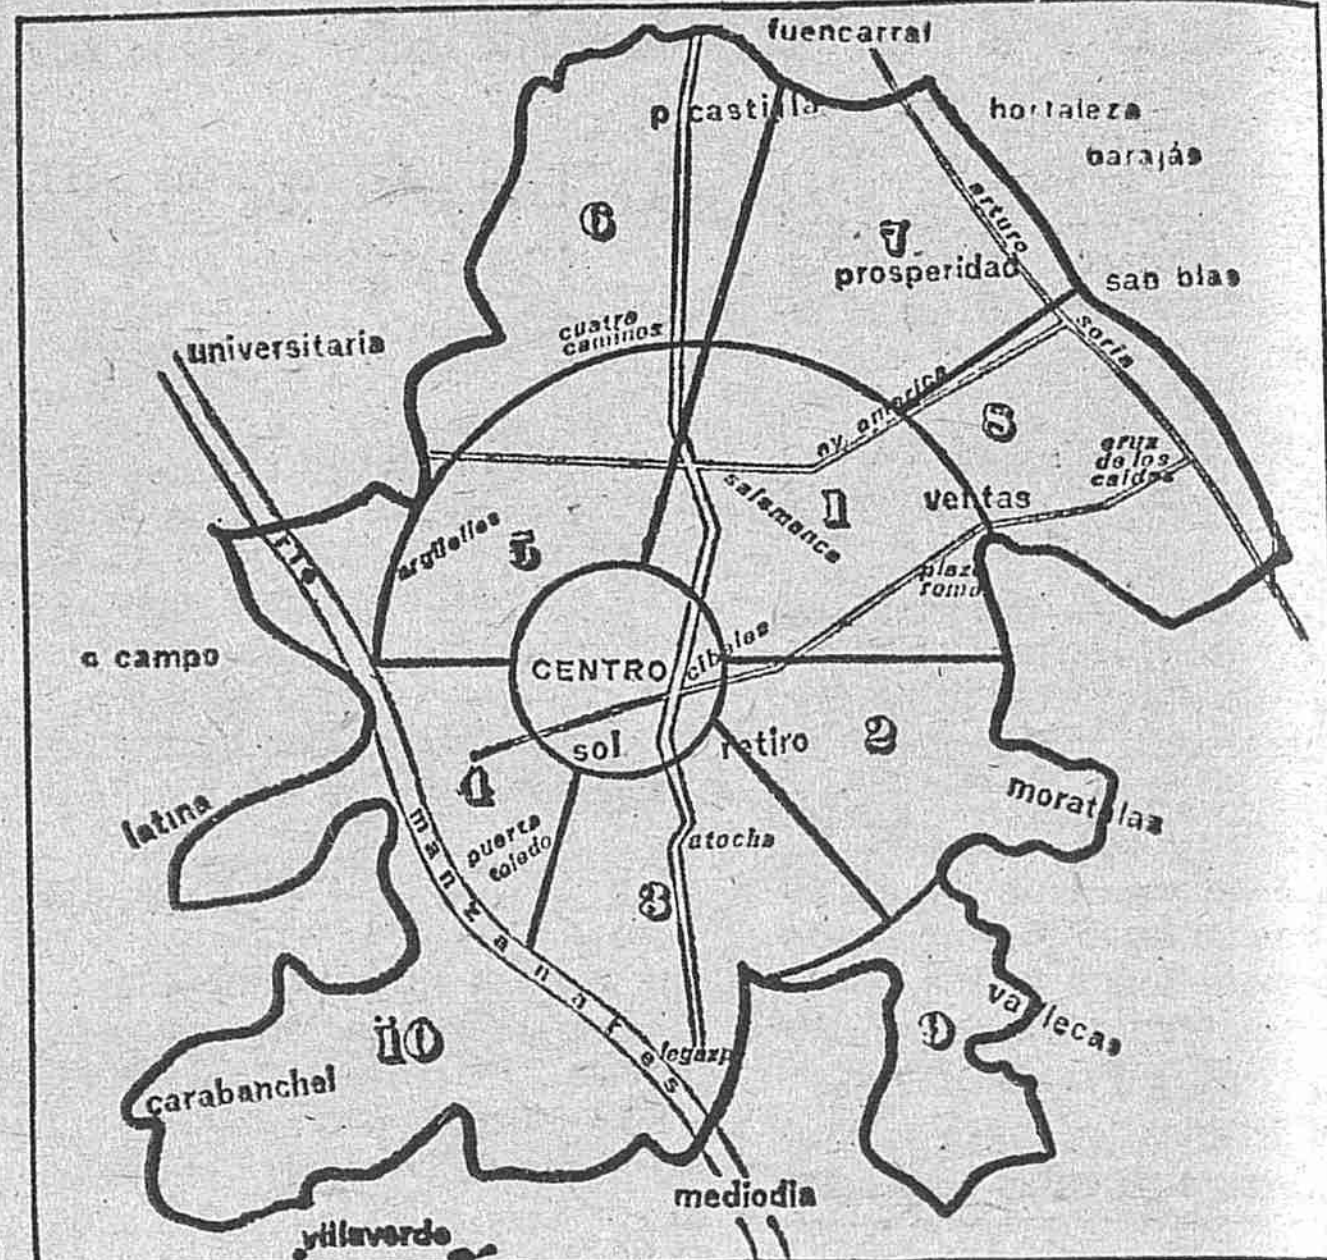 fuencarral
p castilla
hortaleza
barajás
6
7
arturo
prosperidad
san blas
cuatro
caminos
soria
universitaria
av. america
8
cruz
de los
caidos
salamanca
1
ventas
argüelles
5
rio
plaza
roma
c campo
CENTRO
cibeles
sol
retiro
2
4
latina
manzanares
puerta
toledo
atocha
moratalas
3
vallecas
10
9
legazpi
carabanchel
mediodia
villaverde